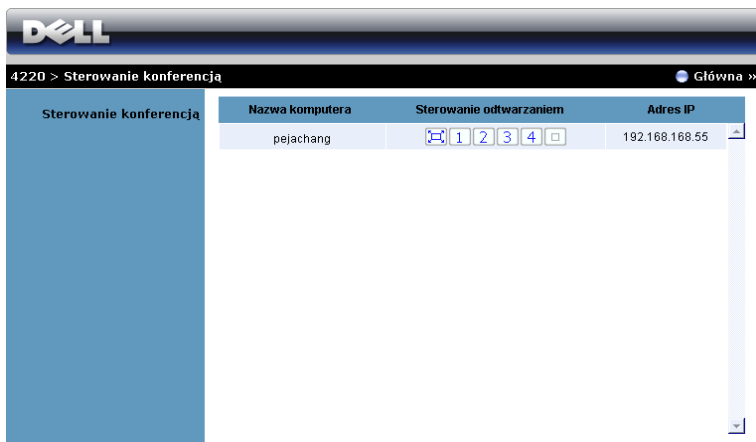 DELL
4220 > Sterowanie konferencją
Główna »
Sterowanie konferencją
Nazwa komputera Sterowanie odtwarzaniem Adres IP
pejachang 1 2 3 4 192.168.168.55